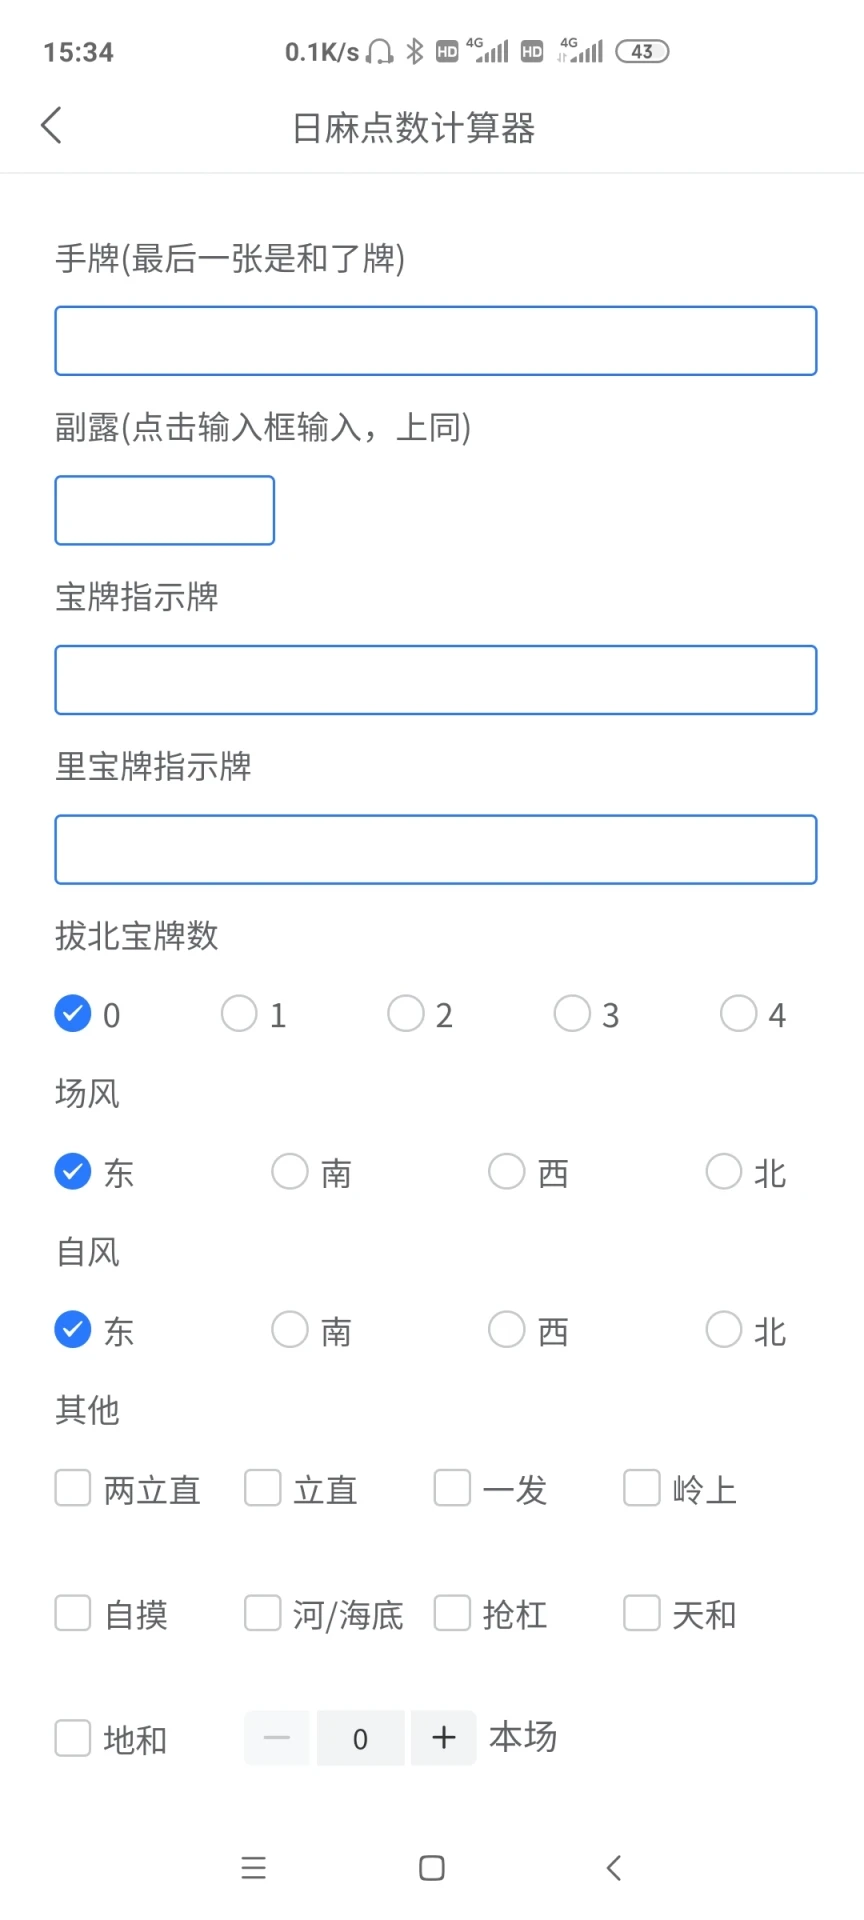 15:34 0.1K/s HD 4G HD 4G 43
日麻点数计算器
手牌(最后一张是和了牌)
副露(点击输入框输入，上同)
宝牌指示牌
里宝牌指示牌
拔北宝牌数
0 1 2 3 4
场风
东 南 西 北
自风
东 南 西 北
其他
两立直 立直 一发 岭上
自摸 河/海底 抢杠 天和
地和 — 0 + 本场